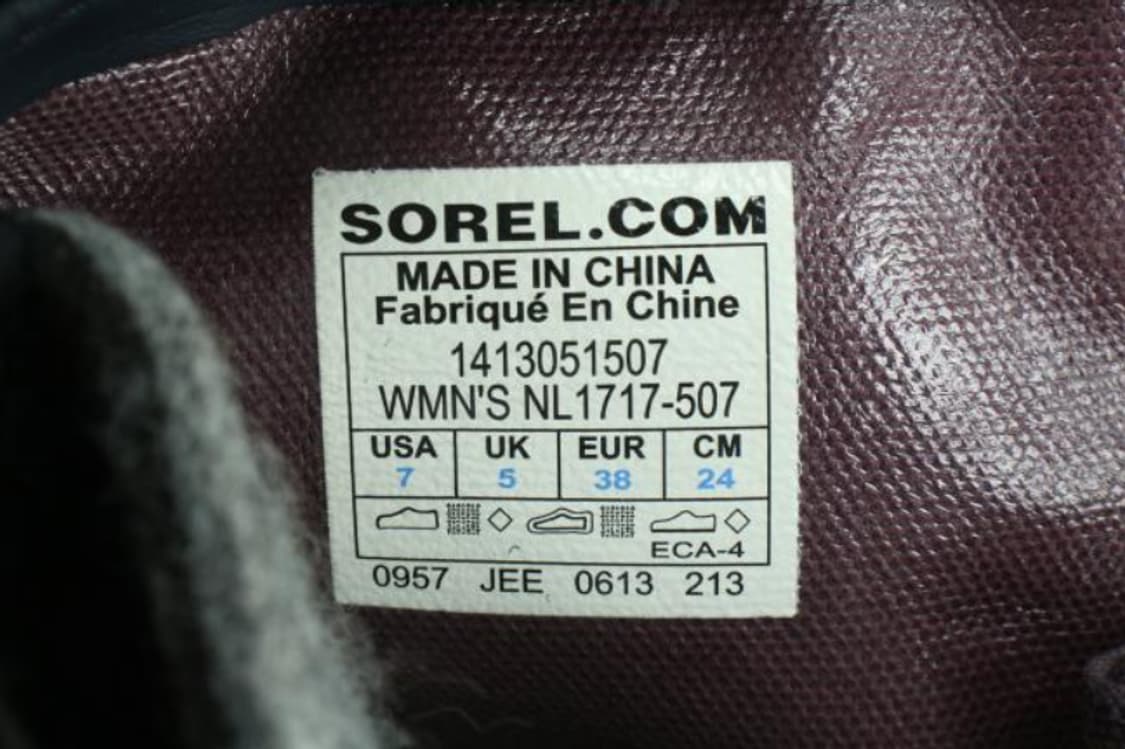 SOREL.COM
MADE IN CHINA
Fabriqué En Chine
1413051507
WMN'S NL1717-507
USA UK EUR CM
7 5 38 24
ECA-4
0957 JEE 0613 213